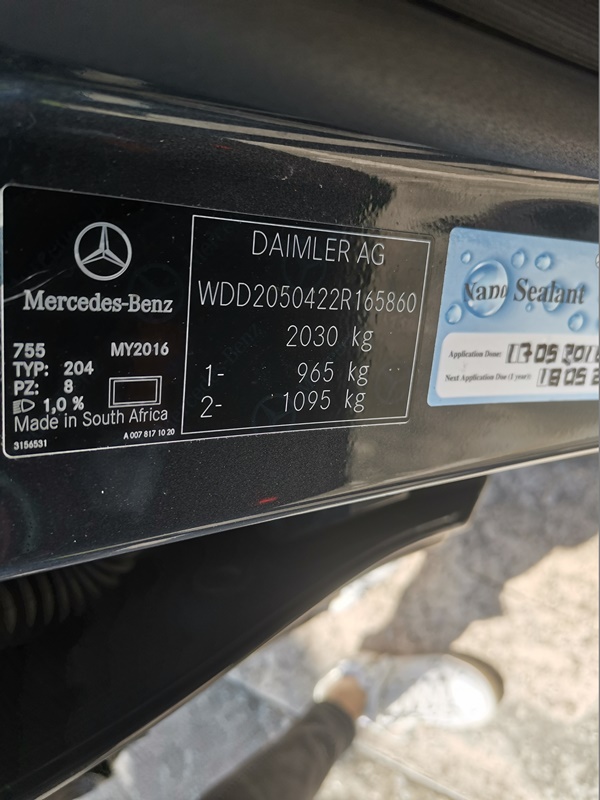 Mercedes-Benz
755 MY2016
TYP: 204
PZ: 8
1,0 %
Made in South Africa
3156531 A 007 817 10 20
DAIMLER AG
WDD2050422R165860
2030 kg
1- 965 kg
2- 1095 kg
Nano Sealant
Application Done:
Next Application Due (1 year):